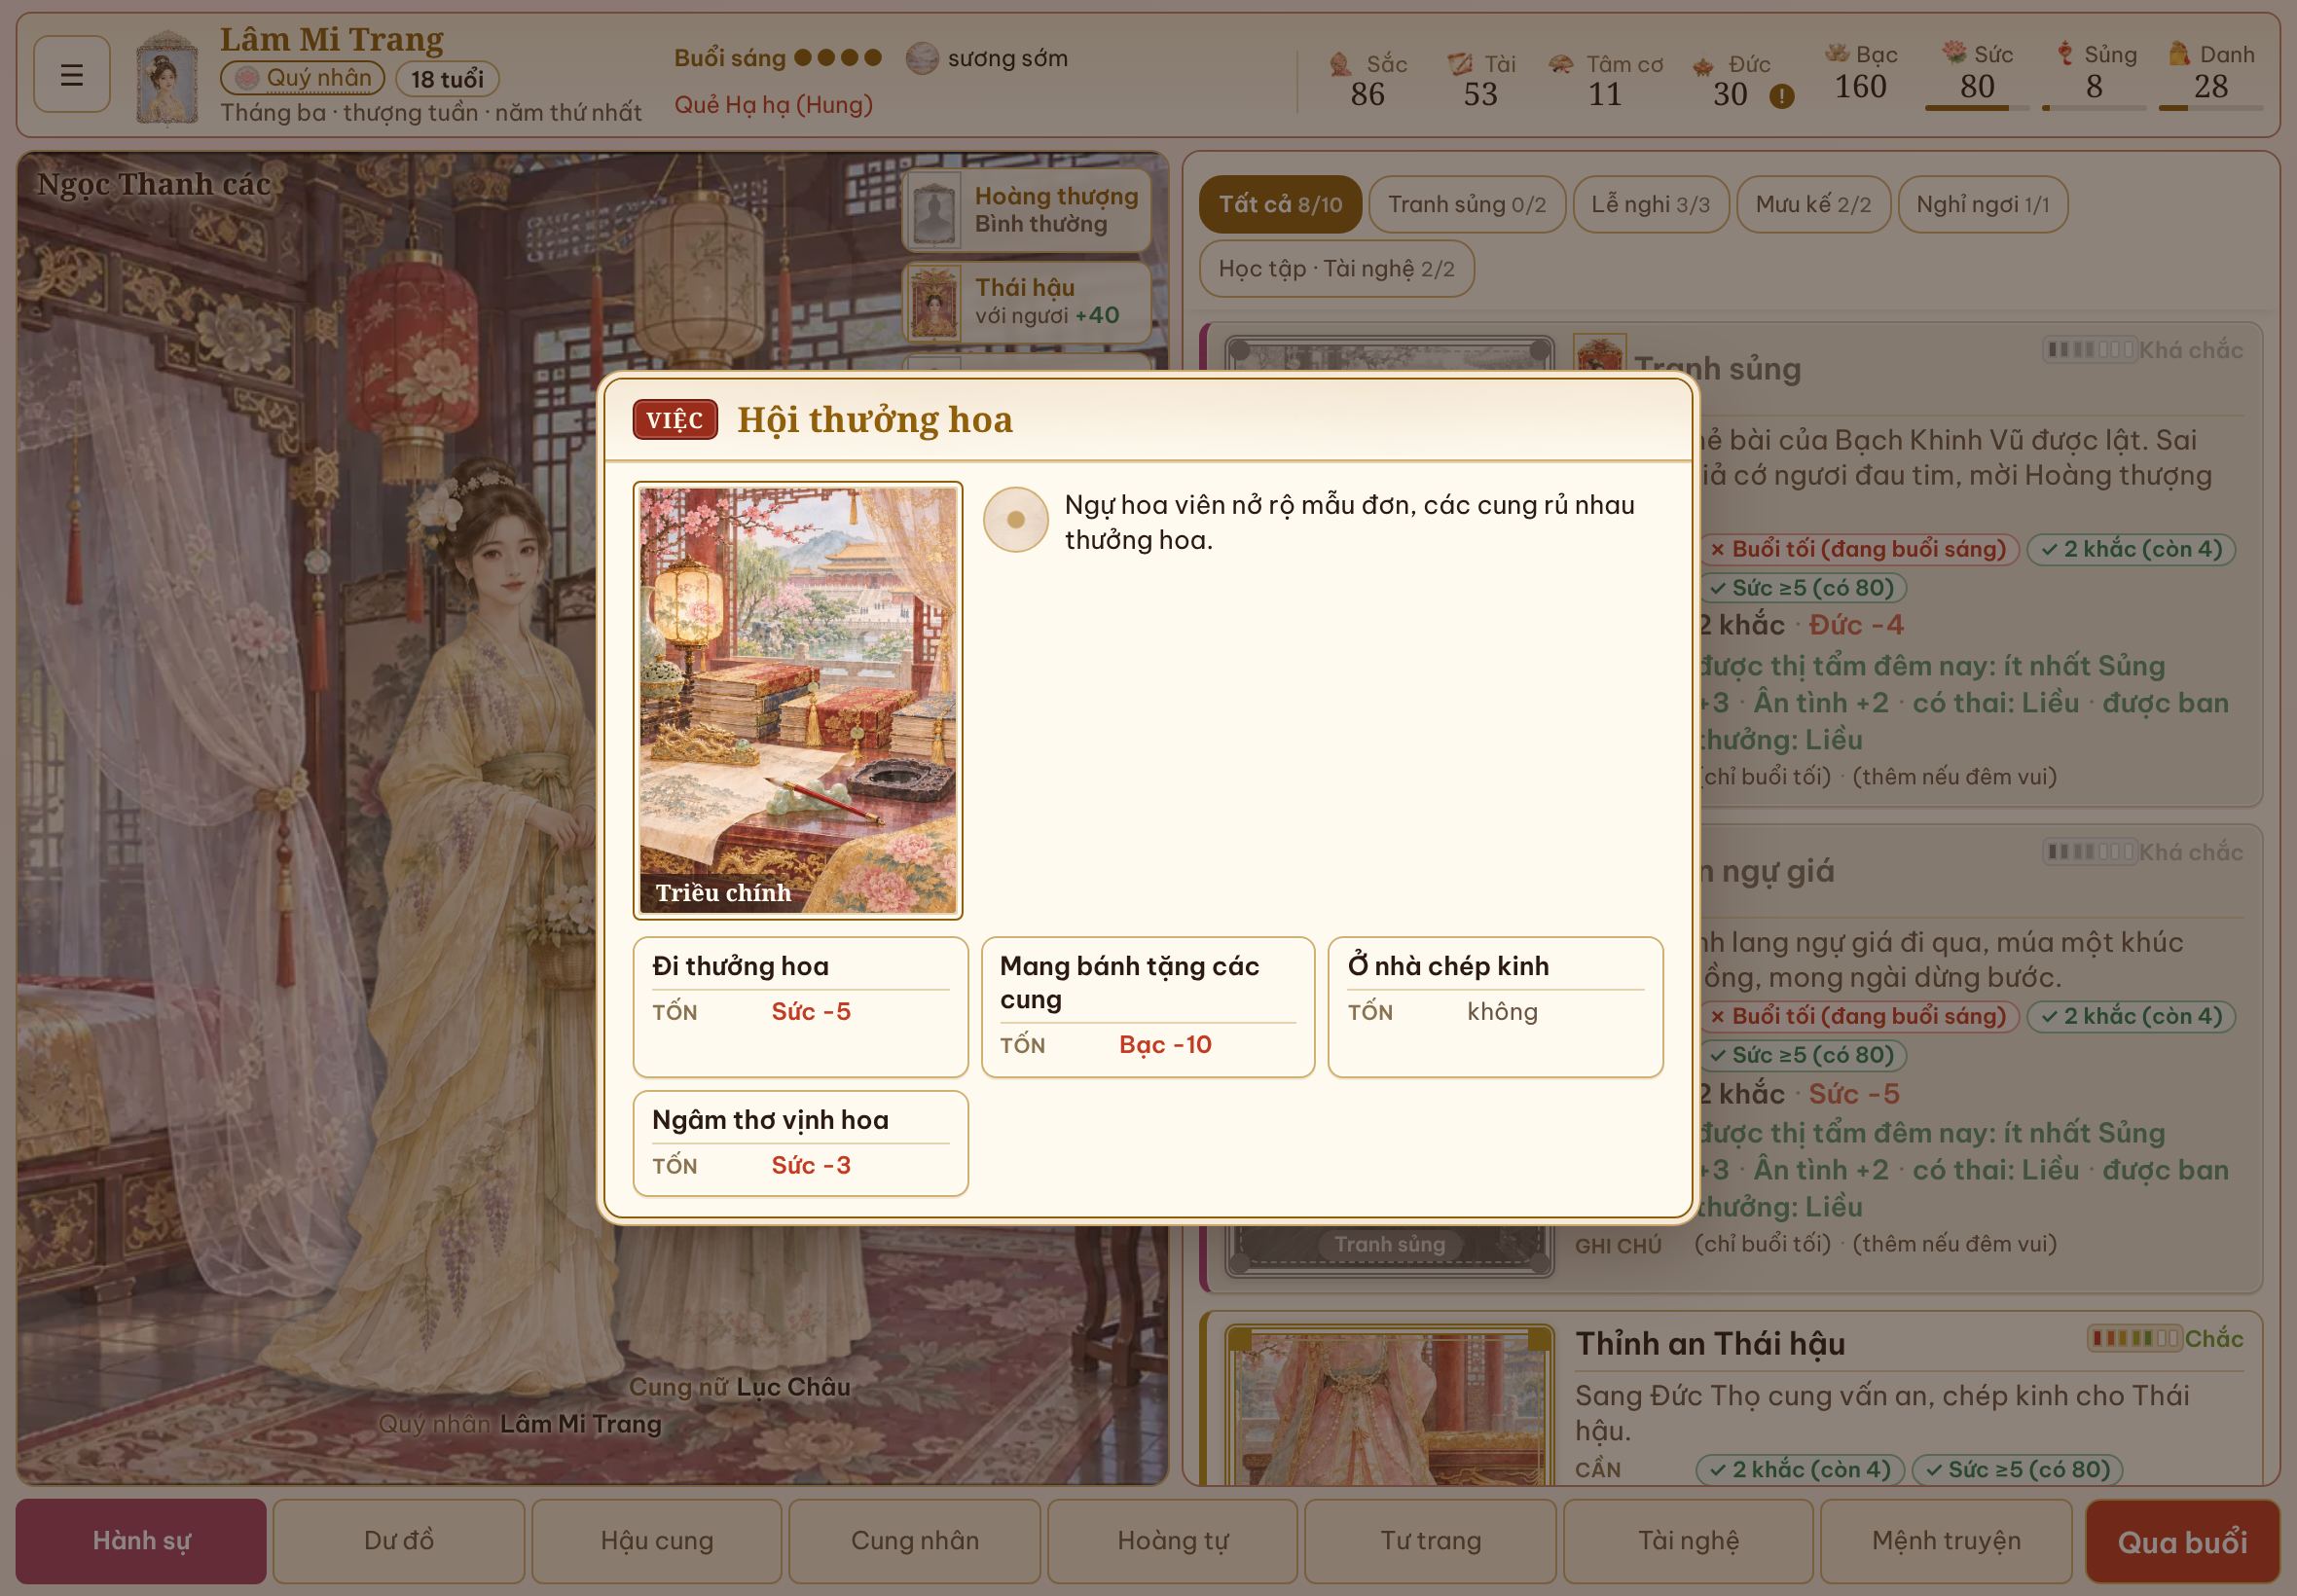 ☰
Lâm Mi Trang
Quý nhân
18 tuổi
Tháng ba · thượng tuần · năm thứ nhất
Buổi sáng
sương sớm
Quẻ Hạ hạ (Hung)
Sắc
86
Tài
53
Tâm cơ
11
Đức
30
!
Bạc
160
Sức
80
Sủng
8
Danh
28
Ngọc Thanh các
Hoàng thượng
Bình thường
Thái hậu
với ngươi +40
Tất cả 8/10
Tranh sủng 0/2
Lễ nghi 3/3
Mưu kế 2/2
Nghỉ ngơi 1/1
Học tập · Tài nghệ 2/2
Tranh sủng
Khá chắc
bài của Bạch Khinh Vũ được lật. Sai
cớ ngươi đau tim, mời Hoàng thượng
× Buổi tối (đang buổi sáng)
✓ 2 khắc (còn 4)
✓ Sức ≥5 (có 80)
2 khắc · Đức -4
được thị tẩm đêm nay: ít nhất Sủng
+3 · Ân tình +2 · có thai: Liều · được ban
thưởng: Liều
(chỉ buổi tối) · (thêm nếu đêm vui)
VIỆC
Hội thưởng hoa
Ngự hoa viên nở rộ mẫu đơn, các cung rủ nhau
thưởng hoa.
Triều chính
Đi thưởng hoa
TỐN Sức -5
Mang bánh tặng các
cung
TỐN Bạc -10
Ở nhà chép kinh
TỐN không
Ngâm thơ vịnh hoa
TỐN Sức -3
ngự giá
Khá chắc
lang ngự giá đi qua, múa một khúc
mong ngài dừng bước.
× Buổi tối (đang buổi sáng)
✓ 2 khắc (còn 4)
✓ Sức ≥5 (có 80)
2 khắc · Sức -5
được thị tẩm đêm nay: ít nhất Sủng
+3 · Ân tình +2 · có thai: Liều · được ban
thưởng: Liều
Tranh sủng
GHI CHÚ (chỉ buổi tối) · (thêm nếu đêm vui)
Thỉnh an Thái hậu
Chắc
Sang Đức Thọ cung vấn an, chép kinh cho Thái
hậu.
CẦN ✓ 2 khắc (còn 4) ✓ Sức ≥5 (có 80)
Cung nữ Lục Châu
Quý nhân Lâm Mi Trang
Hành sự
Dư đồ
Hậu cung
Cung nhân
Hoàng tự
Tư trang
Tài nghệ
Mệnh truyện
Qua buổi